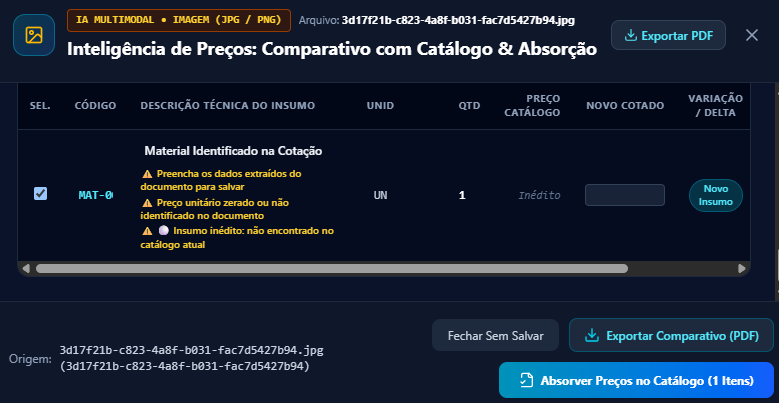 IA MULTIMODAL • IMAGEM (JPG / PNG) Arquivo: 3d17f21b-c823-4a8f-b031-fac7d5427b94.jpg
Inteligência de Preços: Comparativo com Catálogo & Absorção
Exportar PDF
SEL. CÓDIGO DESCRIÇÃO TÉCNICA DO INSUMO UNID QTD PREÇO CATÁLOGO NOVO COTADO VARIAÇÃO / DELTA
Material Identificado na Cotação
Preencha os dados extraídos do
documento para salvar
Preço unitário zerado ou não
identificado no documento
Insumo inédito: não encontrado no
catálogo atual
MAT-0
UN
1
Inédito
Novo
Insumo
Fechar Sem Salvar
Exportar Comparativo (PDF)
Origem: 3d17f21b-c823-4a8f-b031-fac7d5427b94.jpg
(3d17f21b-c823-4a8f-b031-fac7d5427b94)
Absorver Preços no Catálogo (1 Itens)